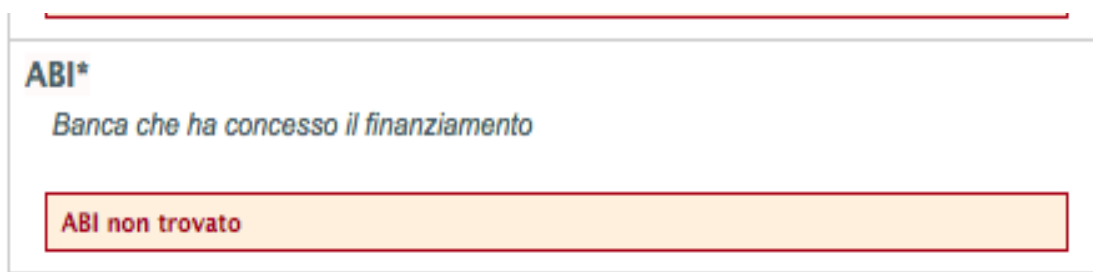 ABI*
Banca che ha concesso il finanziamento
ABI non trovato